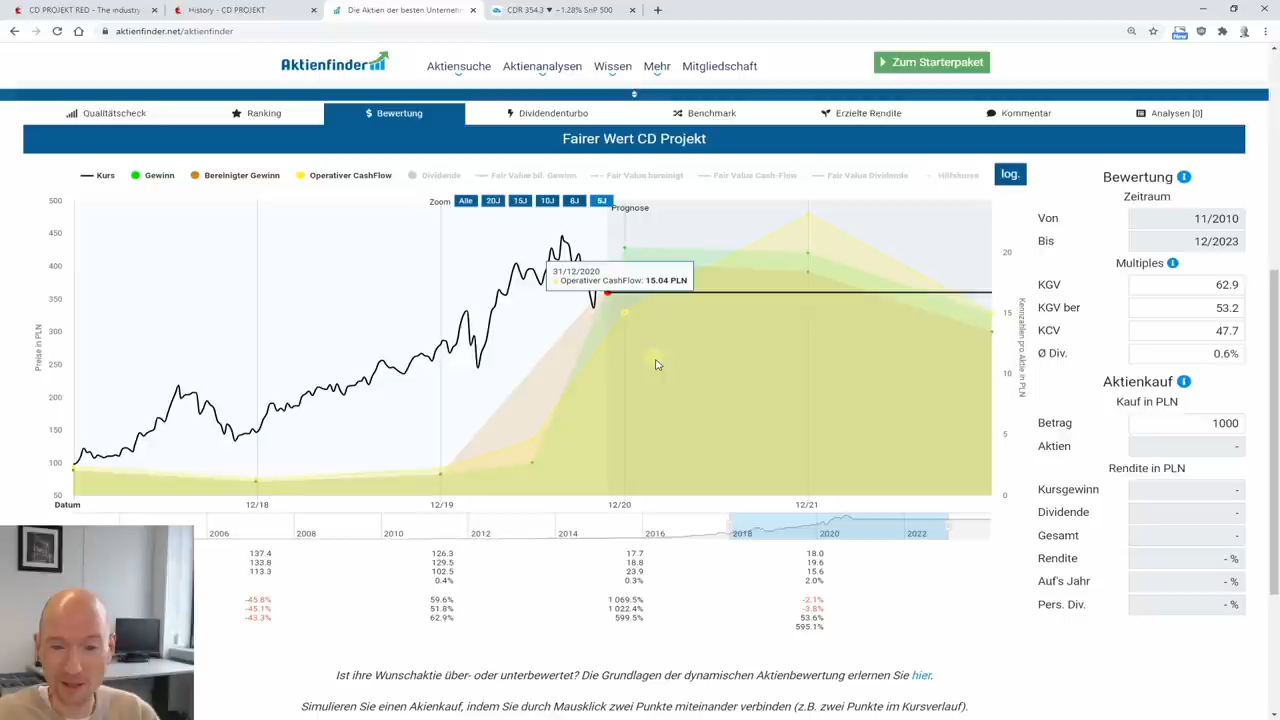 CD PROJEKT RED - The industry
History - CD PROJEKT
Die Aktien der besten Unternehm
CDR 354.3 ▼ −1.28% SnP 500
aktienfinder.net/aktienfinder
New
Aktienfinder
Aktiensuche
Aktienanalysen
Wissen
Mehr
Mitgliedschaft
Zum Starterpaket
Qualitätscheck
Ranking
Bewertung
Dividendenturbo
Benchmark
Erzielte Rendite
Kommentar
Analysen [0]
Fairer Wert CD Projekt
Kurs
Gewinn
Bereinigter Gewinn
Operativer CashFlow
Dividende
Fair Value bil. Gewinn
Fair Value bereinigt
Fair Value Cash-Flow
Fair Value Dividende
Hilfskurse
log.
Zoom Alle 20J 15J 10J 6J 5J
Prognose
500
450
400
350
300
250
200
150
100
50
Preise in PLN
31/12/2020
Operativer CashFlow: 15.04 PLN
20
15
10
5
0
Kennzahlen pro Aktie in PLN
Datum 12/18 12/19 12/20 12/21
2006 2008 2010 2012 2014 2016 2018 2020 2022
137.4 126.3 17.7 18.0
133.8 129.5 18.8 19.6
113.3 102.5 23.9 15.6
0.4% 0.3% 2.0%
-45.8% 59.6% 1 069.5% -2.1%
-45.1% 51.8% 1 022.4% -3.8%
-43.3% 62.9% 599.5% 53.6%
595.1%
Bewertung
Zeitraum
Von 11/2010
Bis 12/2023
Multiples
KGV 62.9
KGV ber 53.2
KCV 47.7
Ø Div. 0.6%
Aktienkauf
Kauf in PLN
Betrag 1000
Aktien -
Rendite in PLN
Kursgewinn -
Dividende -
Gesamt -
Rendite - %
Auf's Jahr - %
Pers. Div. - %
Ist ihre Wunschaktie über- oder unterbewertet? Die Grundlagen der dynamischen Aktienbewertung erlernen Sie hier.
Simulieren Sie einen Akienkauf, indem Sie durch Mausklick zwei Punkte miteinander verbinden (z.B. zwei Punkte im Kursverlauf).